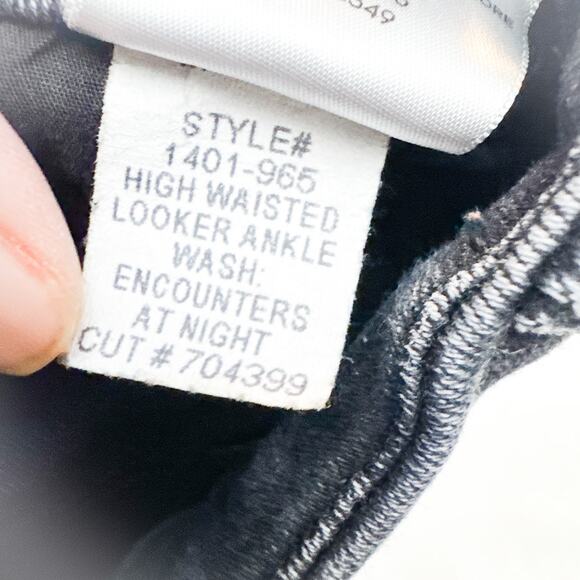 STYLE#
1401-965
HIGH WAISTED
LOOKER ANKLE
WASH:
ENCOUNTERS
AT NIGHT
CUT # 704399